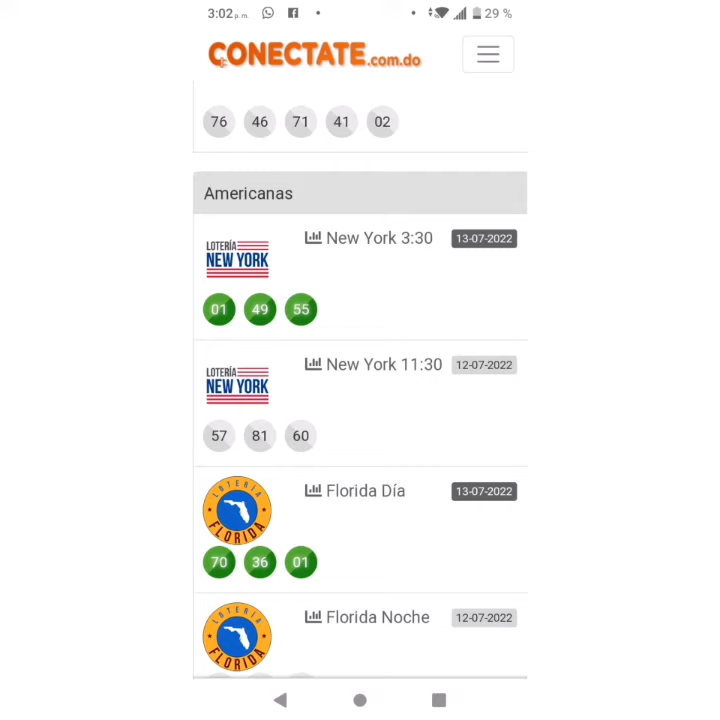 3:02 p. m. 29 %
CONECTATE.com.do
76 46 71 41 02
Americanas
New York 3:30 13-07-2022
LOTERÍA
NEW YORK
01 49 55
New York 11:30 12-07-2022
LOTERÍA
NEW YORK
57 81 60
Florida Día 13-07-2022
LOTERÍA
FLORIDA
70 36 01
Florida Noche 12-07-2022
LOTERÍA
FLORIDA